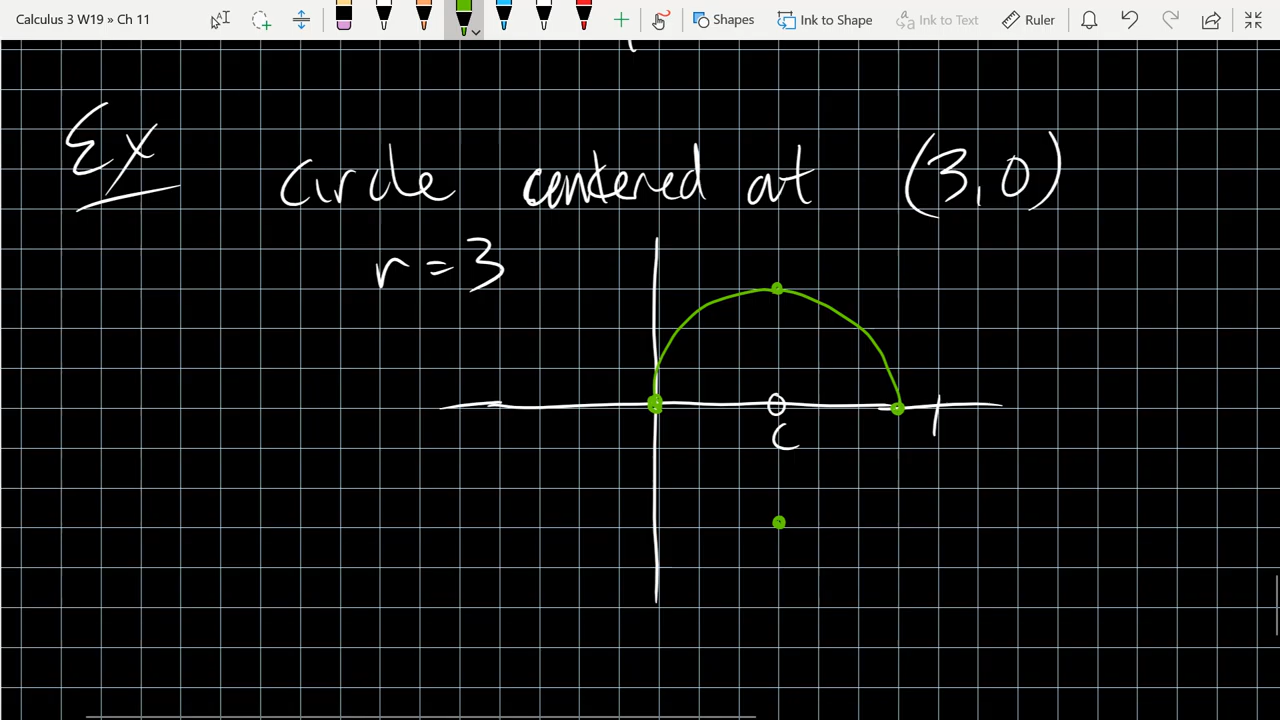 Calculus 3 W19 » Ch 11
Shapes
Ink to Shape
Ink to Text
Ruler
Ex circle centered at (3,0)
r=3
C